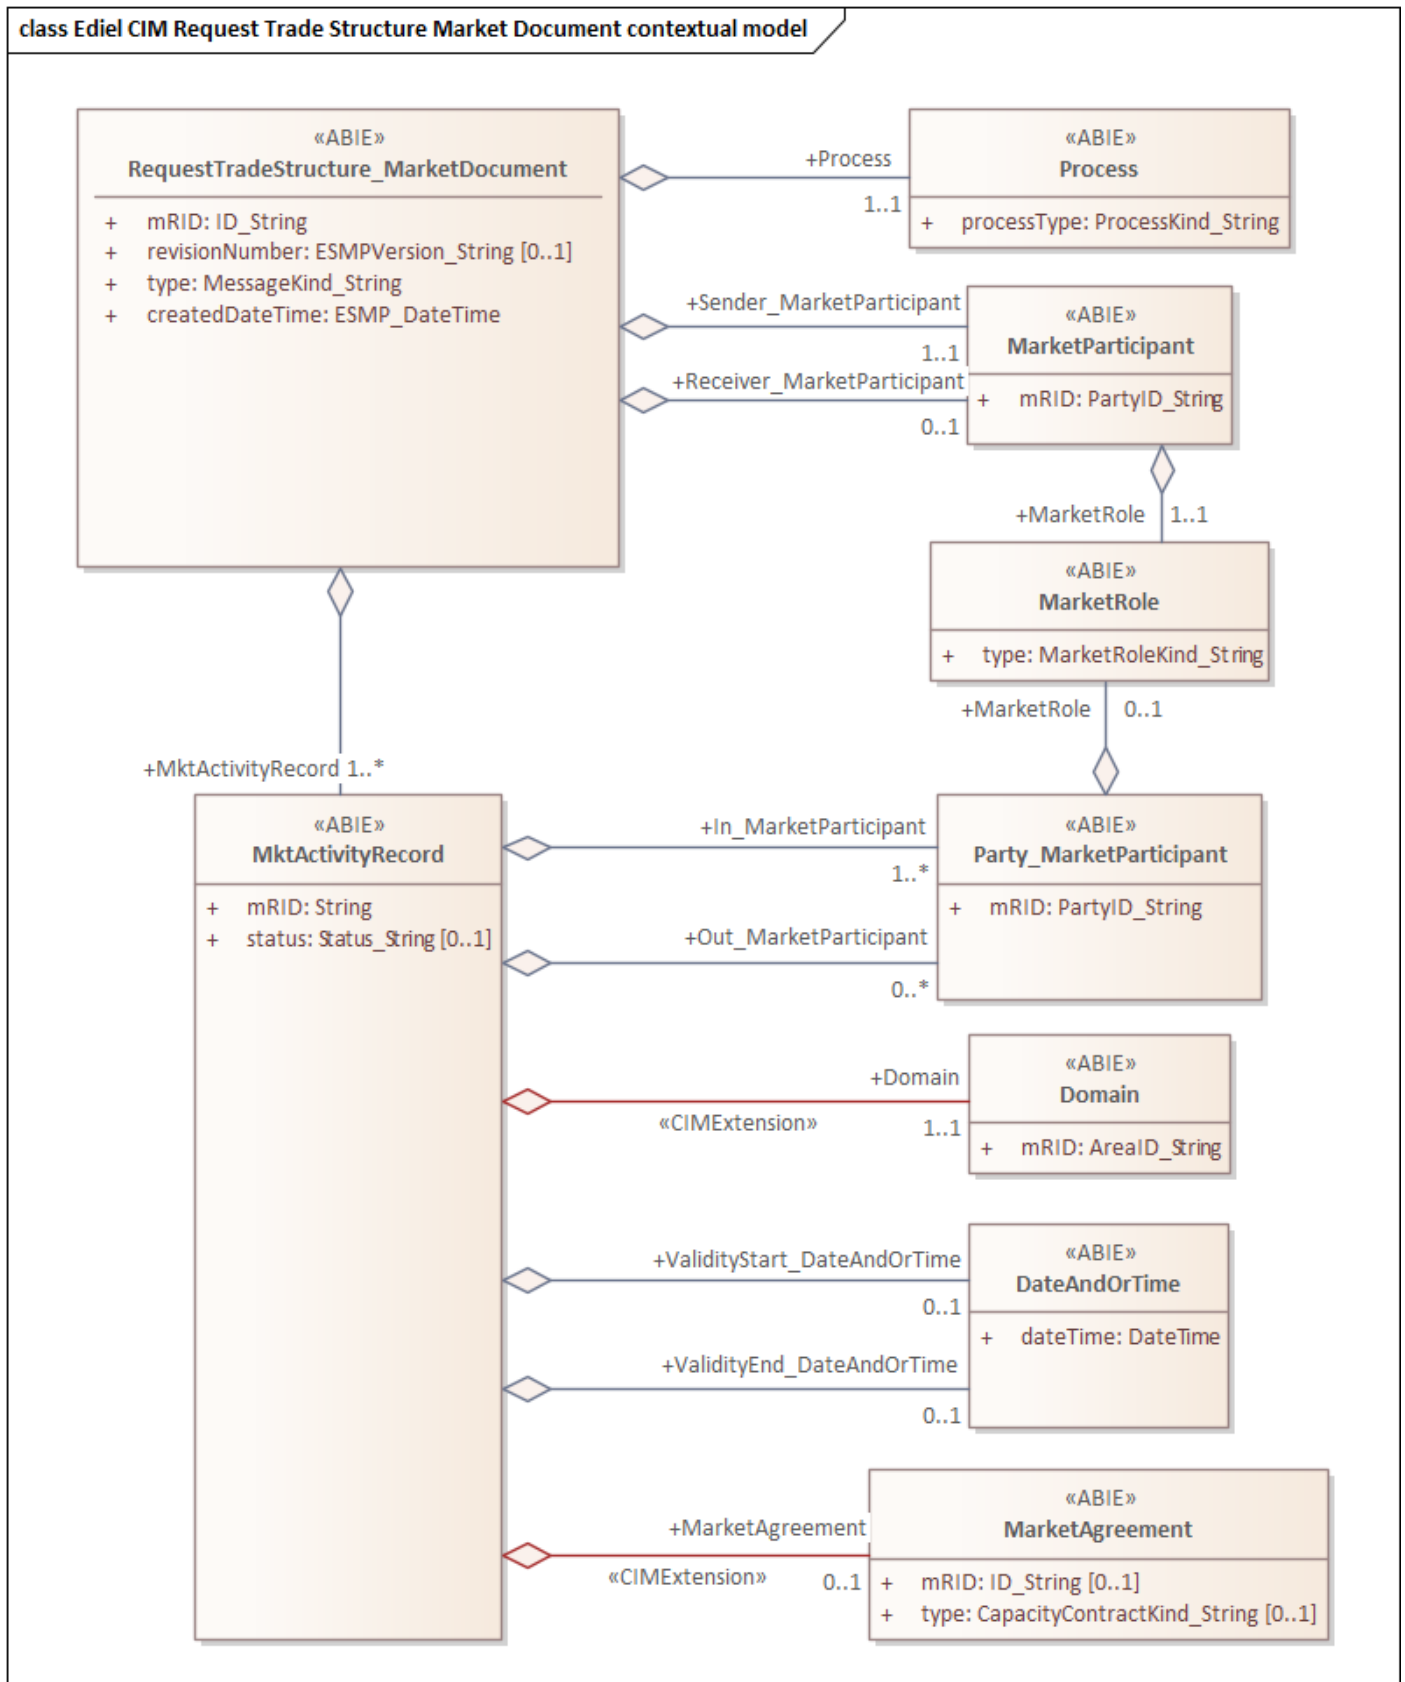 class Ediel CIM Request Trade Structure Market Document contextual model
«ABIE»
RequestTradeStructure_MarketDocument
+ mRID: ID_String
+ revisionNumber: ESMPVersion_String [0..1]
+ type: MessageKind_String
+ createdDateTime: ESMP_DateTime
+Process
1..1
«ABIE»
Process
+ processType: ProcessKind_String
+Sender_MarketParticipant
1..1
+Receiver_MarketParticipant
0..1
«ABIE»
MarketParticipant
+ mRID: PartyID_String
+MarketRole 1..1
«ABIE»
MarketRole
+ type: MarketRoleKind_String
+MarketRole 0..1
+MktActivityRecord 1..*
«ABIE»
MktActivityRecord
+ mRID: String
+ status: Status_String [0..1]
+In_MarketParticipant
1..*
+Out_MarketParticipant
0..*
«ABIE»
Party_MarketParticipant
+ mRID: PartyID_String
+Domain
«CIMExtension» 1..1
«ABIE»
Domain
+ mRID: AreaID_String
+ValidityStart_DateAndOrTime
0..1
+ValidityEnd_DateAndOrTime
0..1
«ABIE»
DateAndOrTime
+ dateTime: DateTime
+MarketAgreement
«CIMExtension» 0..1
«ABIE»
MarketAgreement
+ mRID: ID_String [0..1]
+ type: CapacityContractKind_String [0..1]